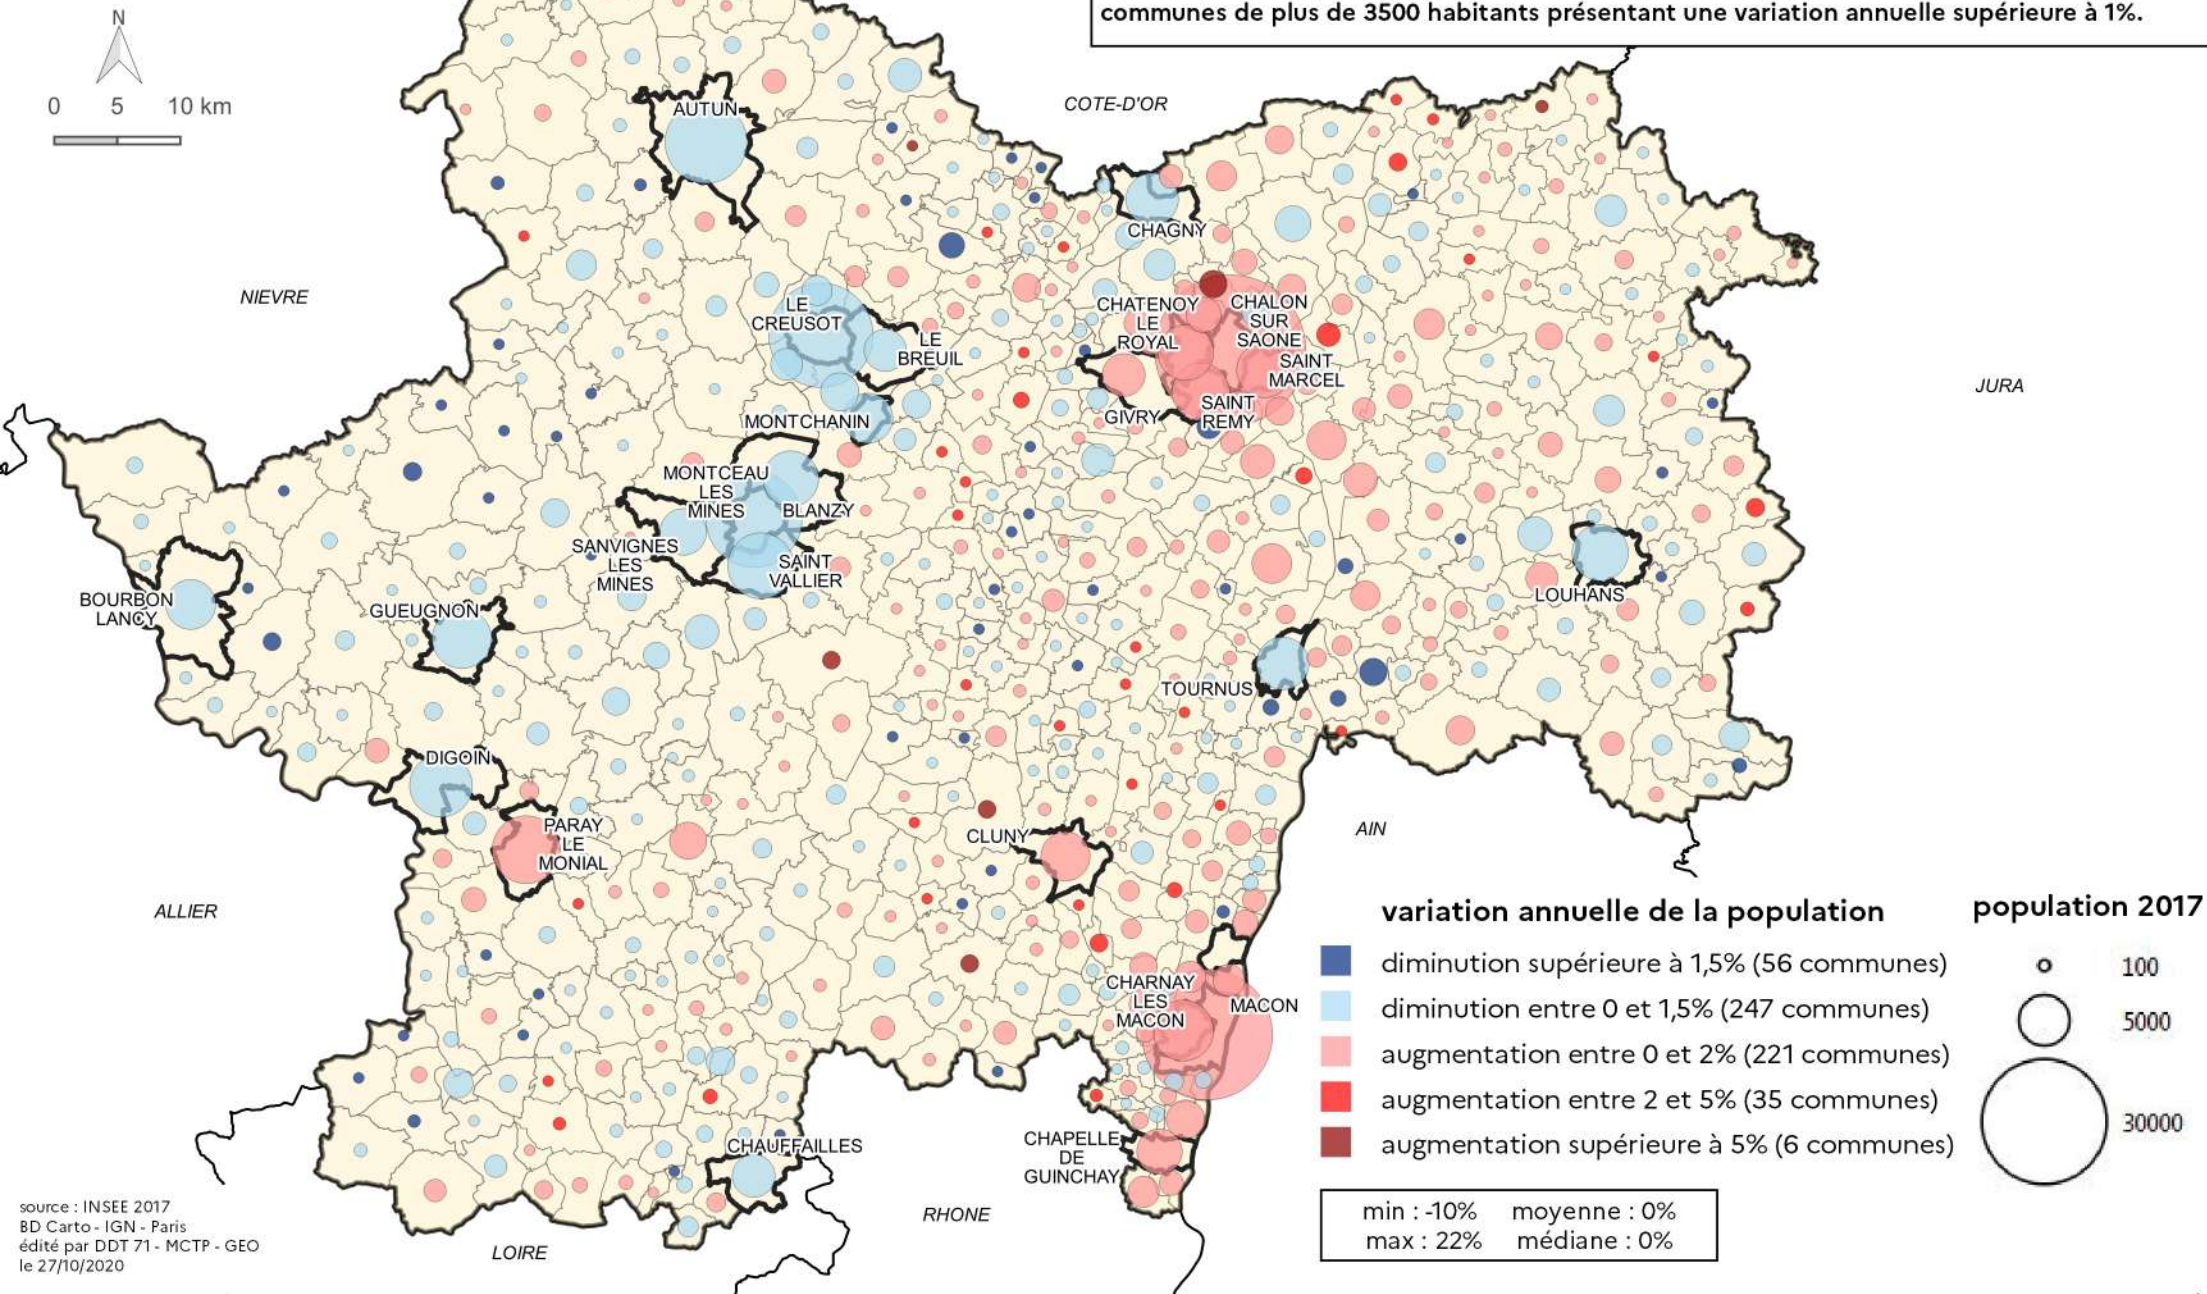 communes de plus de 3500 habitants présentant une variation annuelle supérieure à 1%.
N
0 5 10 km
COTE-D'OR
AUTUN
CHAGNY
NIEVRE
LE
CREUSOT
LE
BREUIL
CHATENOY
LE
ROYAL
CHALON
SUR
SAONE
SAINT
MARCEL
JURA
SAINT
REMY
GIVRY
MONTCHANIN
MONTCEAU
LES
MINES
BLANZY
SANVIGNES
LES
MINES
SAINT
VALLIER
BOURBON
LANCY
GUEUGNON
LOUHANS
TOURNUS
DIGOIN
PARAY
LE
MONIAL
CLUNY
AIN
ALLIER
CHARNAY
LES
MACON
MACON
CHAPELLE
DE
GUINCHAY
CHAUFFAILLES
RHONE
LOIRE
variation annuelle de la population
diminution supérieure à 1,5% (56 communes)
diminution entre 0 et 1,5% (247 communes)
augmentation entre 0 et 2% (221 communes)
augmentation entre 2 et 5% (35 communes)
augmentation supérieure à 5% (6 communes)
population 2017
100
5000
30000
min : -10% moyenne : 0%
max : 22% médiane : 0%
source : INSEE 2017
BD Carto - IGN - Paris
édité par DDT 71 - MCTP - GEO
le 27/10/2020